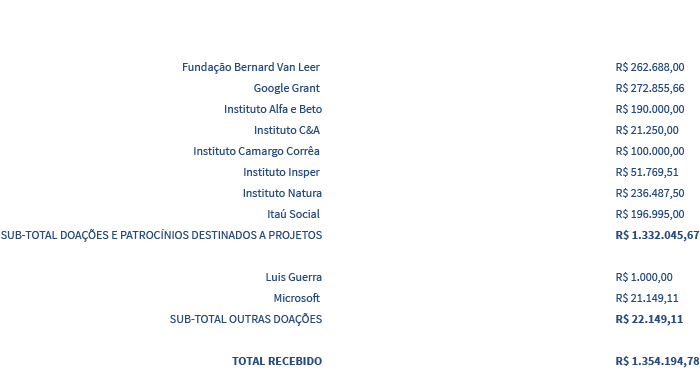 Fundação Bernard Van Leer R$ 262.688,00
Google Grant R$ 272.855,66
Instituto Alfa e Beto R$ 190.000,00
Instituto C&A R$ 21.250,00
Instituto Camargo Corrêa R$ 100.000,00
Instituto Insper R$ 51.769,51
Instituto Natura R$ 236.487,50
Itaú Social R$ 196.995,00
SUB-TOTAL DOAÇÕES E PATROCÍNIOS DESTINADOS A PROJETOS R$ 1.332.045,67
Luis Guerra R$ 1.000,00
Microsoft R$ 21.149,11
SUB-TOTAL OUTRAS DOAÇÕES R$ 22.149,11
TOTAL RECEBIDO R$ 1.354.194,78